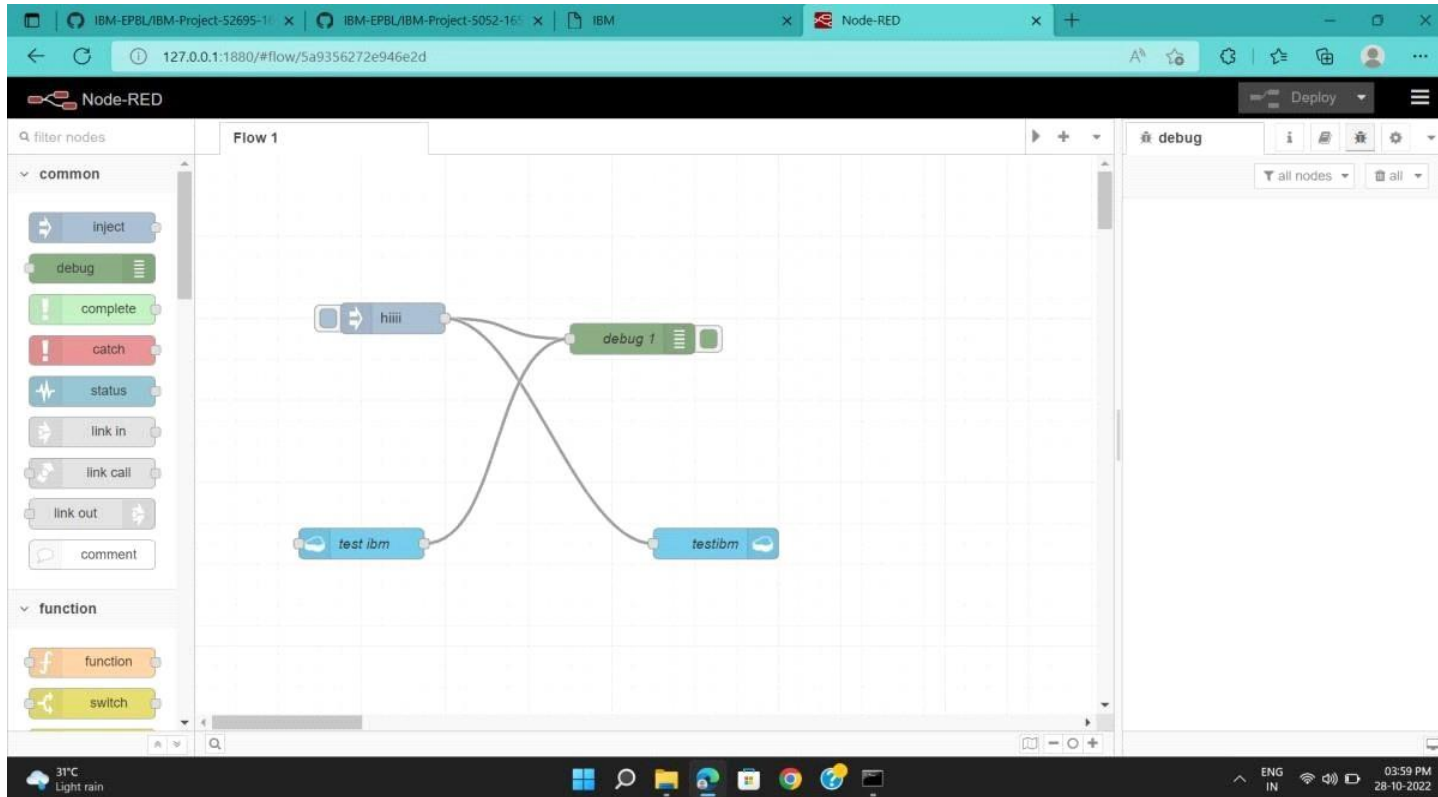 IBM-EPBL/IBM-Project-52695-16
IBM-EPBL/IBM-Project-5052-165
IBM
Node-RED
127.0.0.1:1880/#flow/5a9356272e946e2d
Node-RED
Deploy
filter nodes
Flow 1
debug
i
all nodes
all
common
inject
debug
complete
catch
status
link in
link call
link out
comment
function
function
switch
hiiii
debug 1
test ibm
testibm
31°C
Light rain
ENG
IN
03:59 PM
28-10-2022